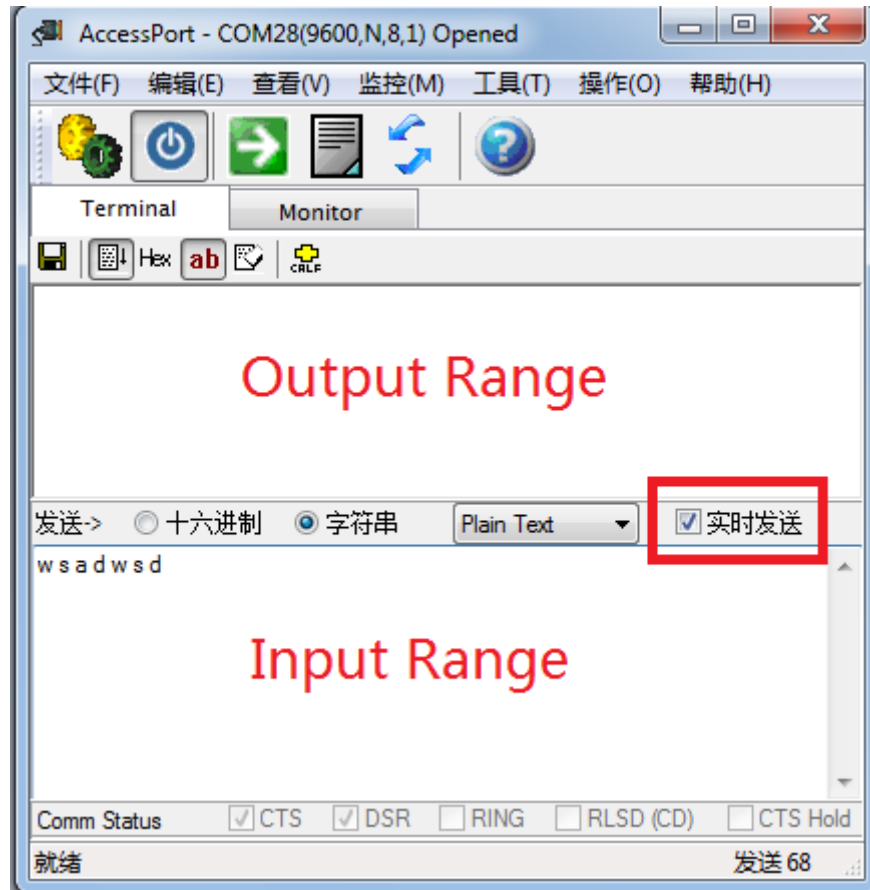 AccessPort - COM28(9600,N,8,1) Opened
文件(F) 编辑(E) 查看(V) 监控(M) 工具(T) 操作(O) 帮助(H)
Terminal Monitor
Hex ab CRLF
Output Range
发送-> 十六进制 字符串 Plain Text 实时发送
w s a d w s d
Input Range
Comm Status CTS DSR RING RLSD (CD) CTS Hold
就绪 发送 68